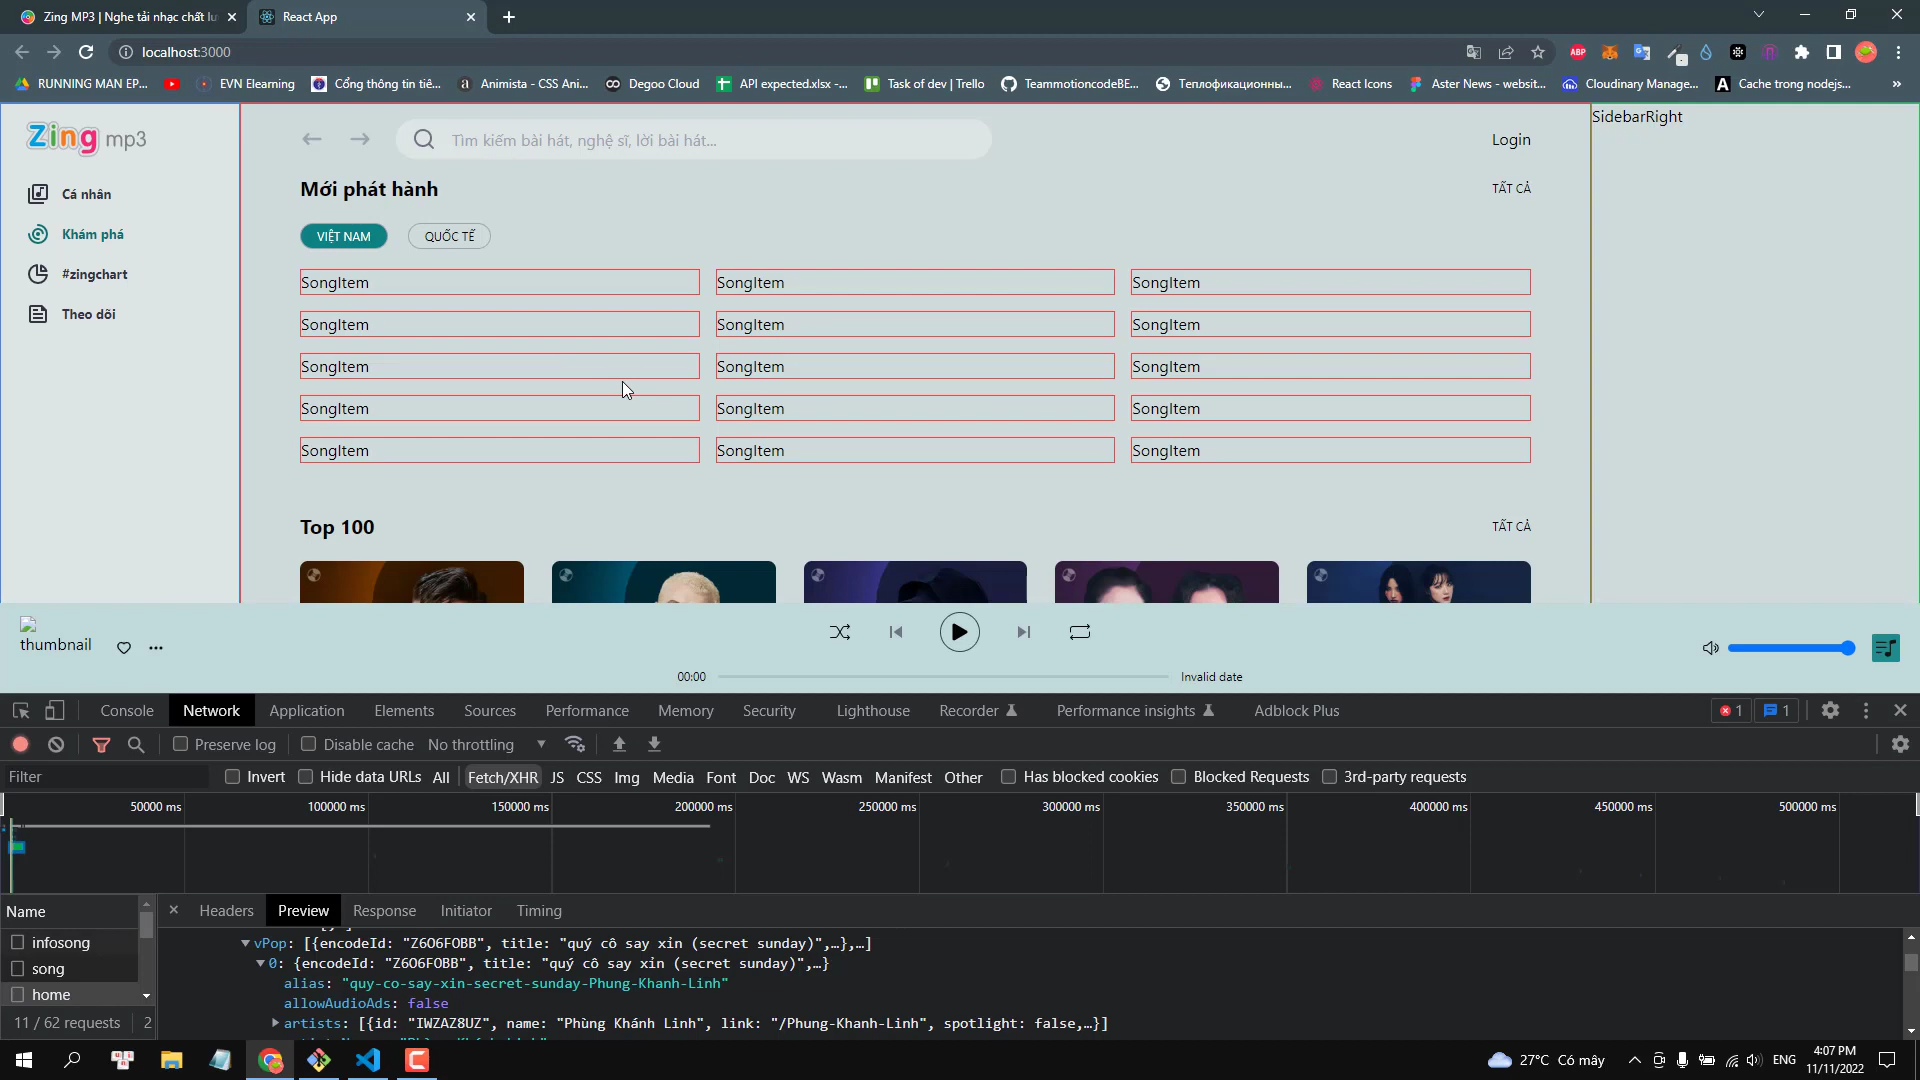 Zing MP3 | Nghe tải nhạc chất lư
React App
localhost:3000
RUNNING MAN EP...
EVN Elearning
Cổng thông tin tiê...
Animista - CSS Ani...
Degoo Cloud
API expected.xlsx -...
Task of dev | Trello
TeammotioncodeBE...
Теплофикационны...
React Icons
Aster News - websit...
Cloudinary Manage...
Cache trong nodejs...
»
ABP
Zing mp3
Tìm kiếm bài hát, nghệ sĩ, lời bài hát...
Login
SidebarRight
Cá nhân
Khám phá
#zingchart
Theo dõi
Mới phát hành
TẤT CẢ
VIỆT NAM
QUỐC TẾ
SongItem SongItem SongItem
SongItem SongItem SongItem
SongItem SongItem SongItem
SongItem SongItem SongItem
SongItem SongItem SongItem
Top 100
TẤT CẢ
thumbnail
00:00
Invalid date
Console Network Application Elements Sources Performance Memory Security Lighthouse Recorder Performance insights Adblock Plus 1 1
Preserve log Disable cache No throttling
Filter Invert Hide data URLs All Fetch/XHR JS CSS Img Media Font Doc WS Wasm Manifest Other Has blocked cookies Blocked Requests 3rd-party requests
50000 ms 100000 ms 150000 ms 200000 ms 250000 ms 300000 ms 350000 ms 400000 ms 450000 ms 500000 ms
Name
infosong
song
home
11 / 62 requests 2
Headers Preview Response Initiator Timing
vPop: [{encodeId: "Z6O6FOBB", title: "quý cô say xỉn (secret sunday)",…},…]
0: {encodeId: "Z6O6FOBB", title: "quý cô say xỉn (secret sunday)",…}
alias: "quy-co-say-xin-secret-sunday-Phung-Khanh-Linh"
allowAudioAds: false
artists: [{id: "IWZAZ8UZ", name: "Phùng Khánh Linh", link: "/Phung-Khanh-Linh", spotlight: false,…}]
27°C Có mây
ENG
4:07 PM
11/11/2022